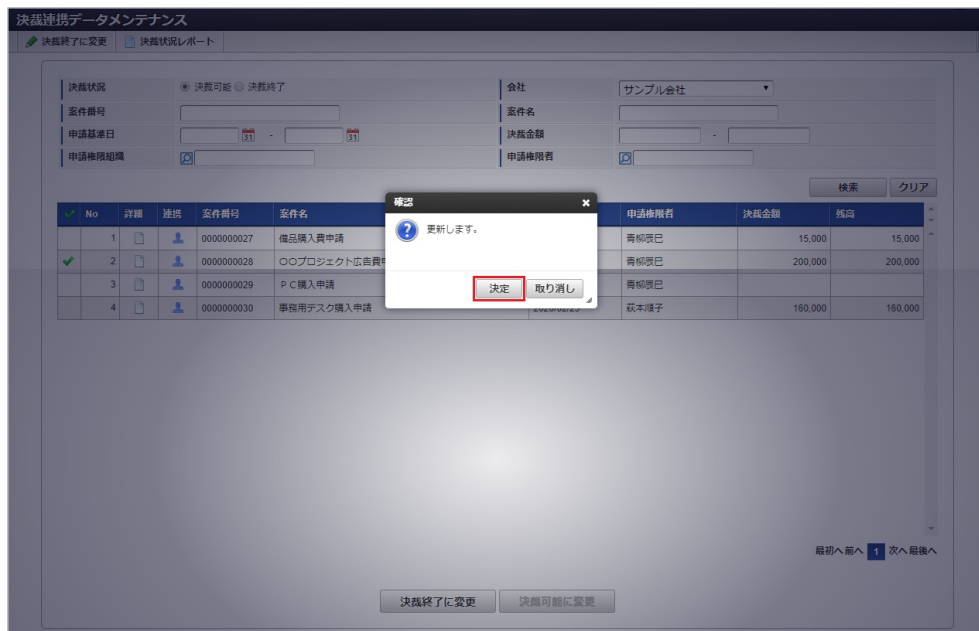 決裁連携データメンテナンス
決裁終了に変更 決裁状況レポート
決裁状況 決裁可能 決裁終了 会社 サンプル会社
案件番号 案件名
申請基準日 31 - 31 決裁金額 -
申請権限組織 申請権限者
検索 クリア
確認
更新します。
決定 取り消し
No 詳細 連携 案件番号 案件名 申請権限者 決裁金額 残高
1 0000000027 備品購入費申請 青柳辰巳 15,000 15,000
2 0000000028 〇〇プロジェクト広告費申 青柳辰巳 200,000 200,000
3 0000000029 PC購入申請 青柳辰巳
4 0000000030 事務用デスク購入申請 萩本順子 160,000 160,000
最初へ 前へ 1 次へ 最後へ
決裁終了に変更 決裁可能に変更